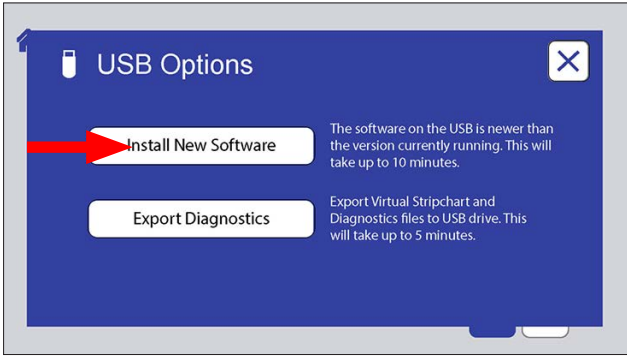 USB Options
Install New Software
The software on the USB is newer than
the version currently running. This will
take up to 10 minutes.
Export Diagnostics
Export Virtual Stripchart and
Diagnostics files to USB drive. This
will take up to 5 minutes.